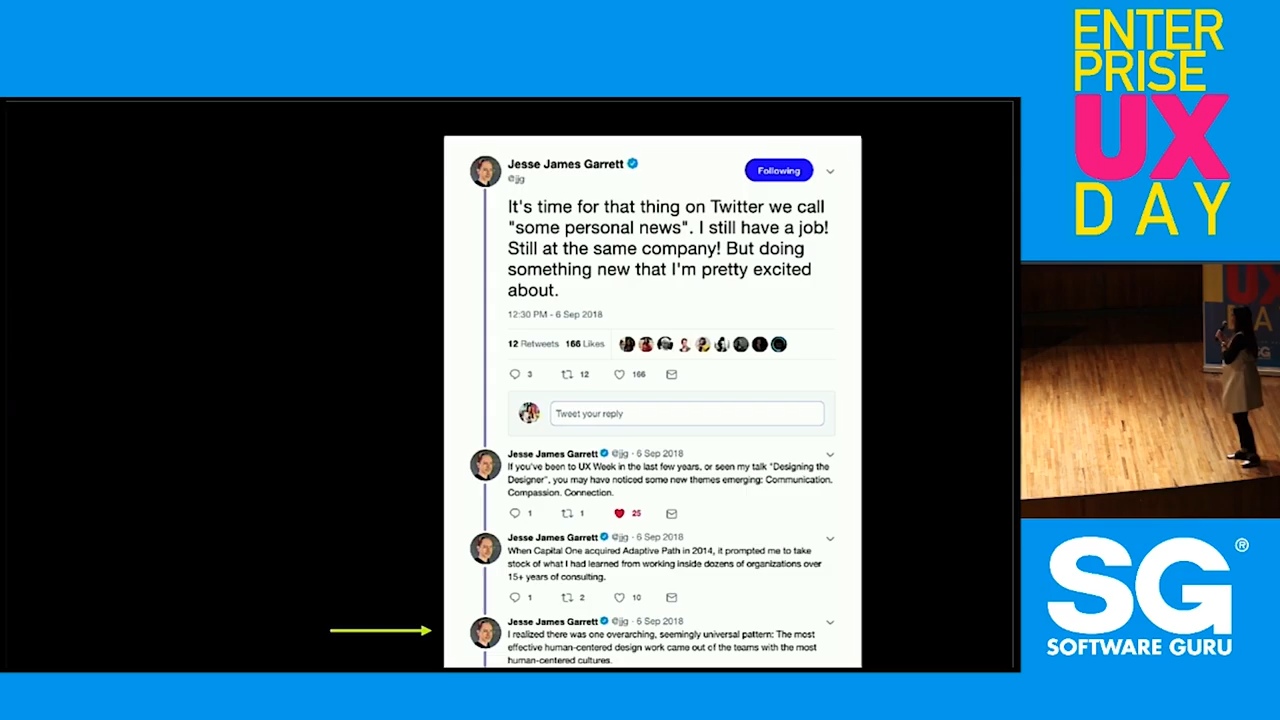 ENTER
PRISE
UX
DAY
Jesse James Garrett
@jjg
Following
It's time for that thing on Twitter we call
"some personal news". I still have a job!
Still at the same company! But doing
something new that I'm pretty excited
about.
12:30 PM - 6 Sep 2018
12 Retweets 166 Likes
3 12 166
Tweet your reply
Jesse James Garrett @jjg · 6 Sep 2018
If you've been to UX Week in the last few years, or seen my talk "Designing the
Designer", you may have noticed some new themes emerging: Communication.
Compassion. Connection.
1 1 25
Jesse James Garrett @jjg · 6 Sep 2018
When Capital One acquired Adaptive Path in 2014, it prompted me to take
stock of what I had learned from working inside dozens of organizations over
15+ years of consulting.
1 2 10
Jesse James Garrett @jjg · 6 Sep 2018
I realized there was one overarching, seemingly universal pattern: The most
effective human-centered design work came out of the teams with the most
human-centered cultures.
UX
DA
SG
SG®
SOFTWARE GURU